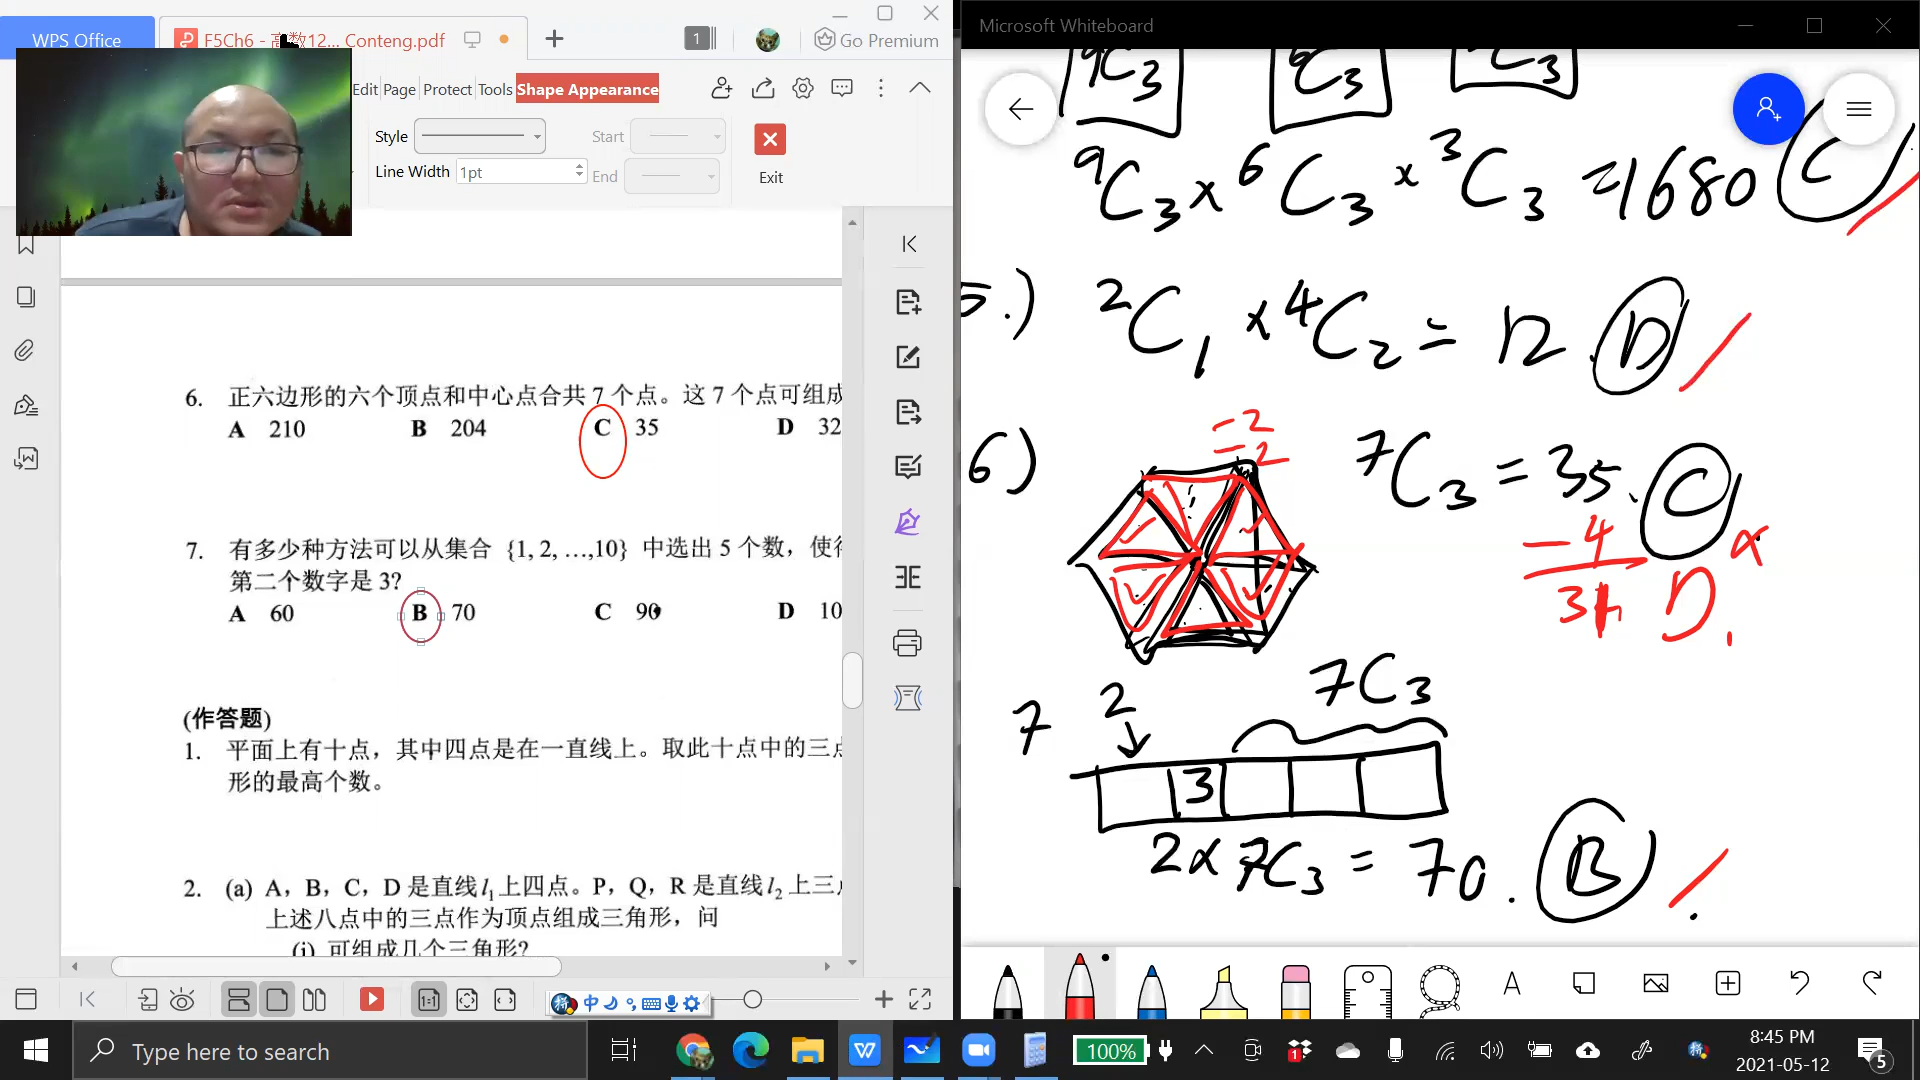 WPS Office
F5Ch6 - 高数12... Conteng.pdf
1
Go Premium
Edit Page Protect Tools Shape Appearance
Style
Start
Line Width 1pt
End
Exit
6. 正六边形的六个顶点和中心点合共 7 个点。这 7 个点可组成
A 210 B 204 C 35 D 32
7. 有多少种方法可以从集合 {1, 2, …,10} 中选出 5 个数，使得
第二个数字是 3?
A 60 B 70 C 90 D 10
(作答题)
1. 平面上有十点，其中四点是在一直线上。取此十点中的三点
形的最高个数。
2. (a) A，B，C，D 是直线 l₁ 上四点。P，Q，R 是直线 l₂ 上三点
上述八点中的三点作为顶点组成三角形，问
(i) 可组成几个三角形?
中
Microsoft Whiteboard
⁹C₃
⁶C₃
C₃
⁹C₃ × ⁶C₃ × ³C₃ = 1680 C
5.) ²C₁ × ⁴C₂ = 12. D
6)
-2
-2
⁷C₃ = 35. C
-4
D.
7
2
7C₃
3
2 × 7C₃ = 70. B
Type here to search
100%
1
8:45 PM
2021-05-12
5